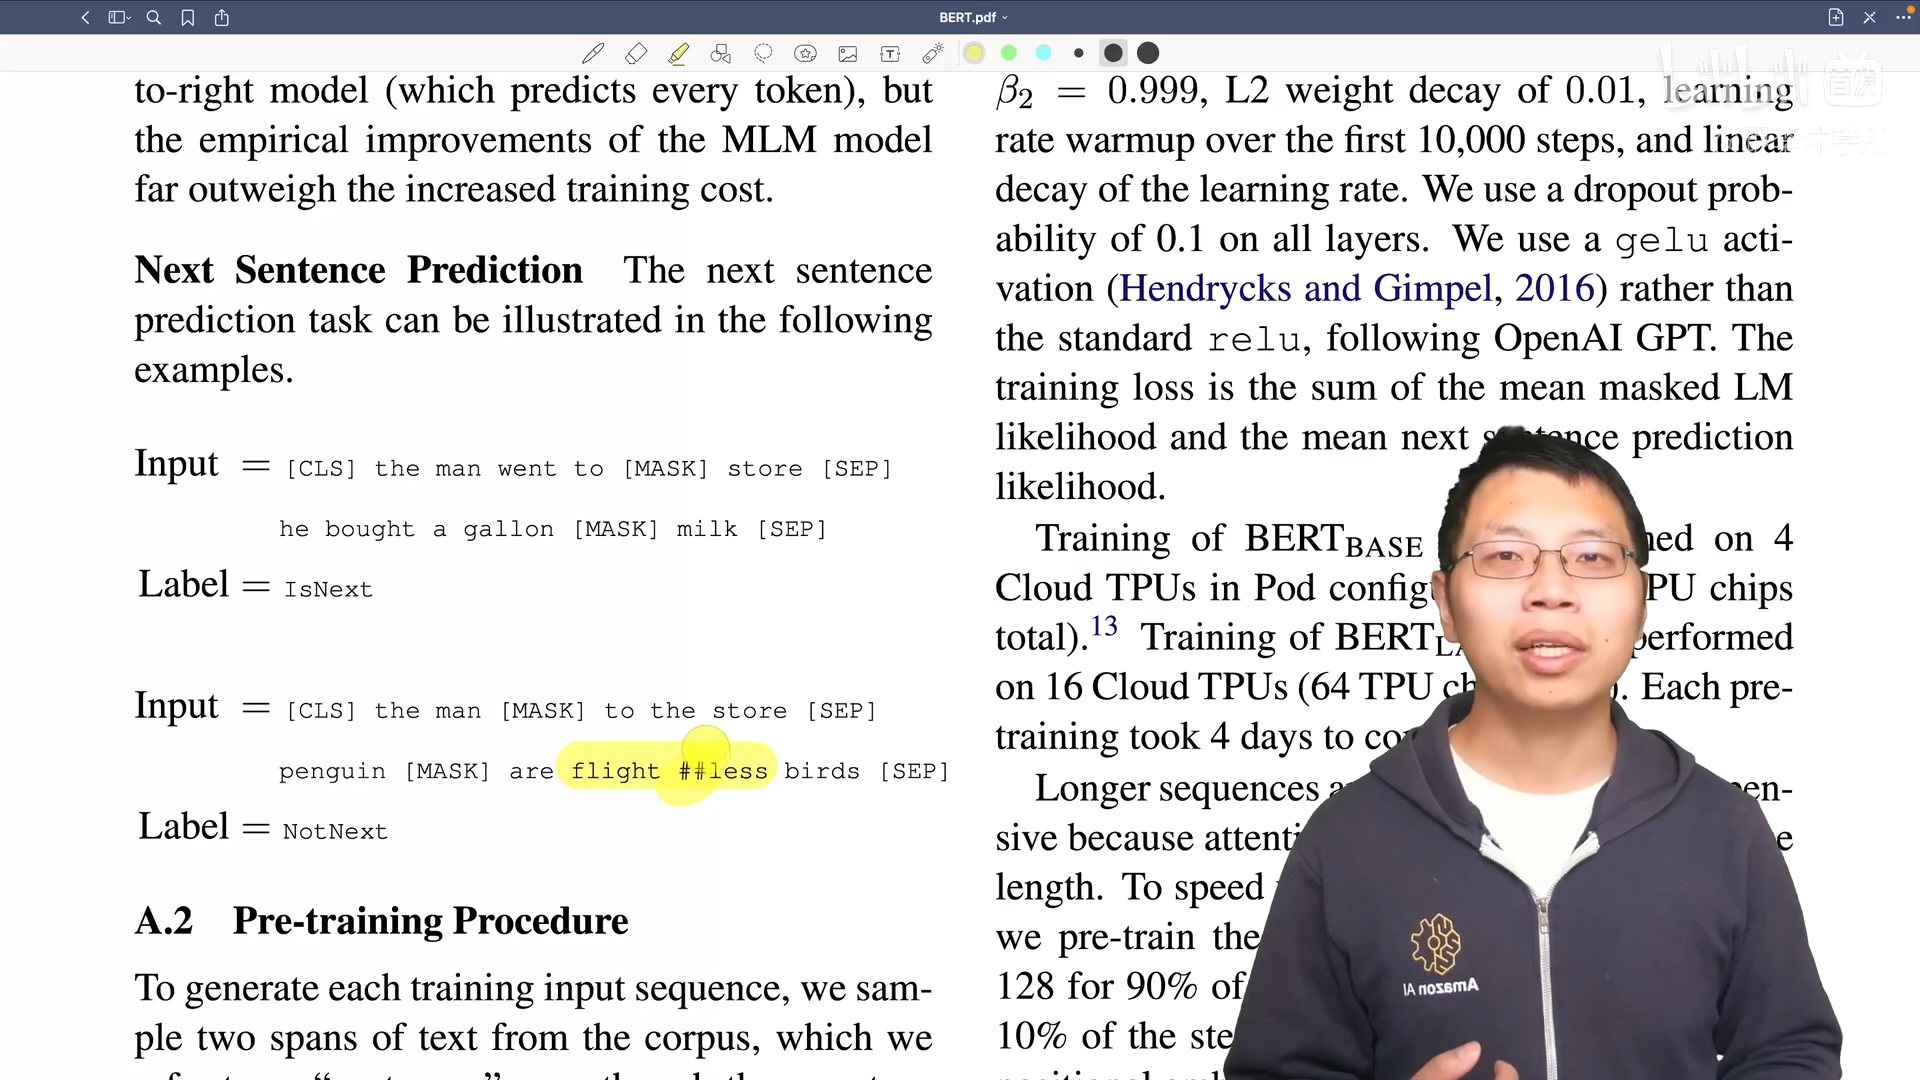 BERT.pdf
to-right model (which predicts every token), but
the empirical improvements of the MLM model
far outweigh the increased training cost.
Next Sentence Prediction The next sentence
prediction task can be illustrated in the following
examples.
Input = [CLS] the man went to [MASK] store [SEP]
he bought a gallon [MASK] milk [SEP]
Label = IsNext
Input = [CLS] the man [MASK] to the store [SEP]
penguin [MASK] are flight ##less birds [SEP]
Label = NotNext
A.2 Pre-training Procedure
To generate each training input sequence, we sam-
ple two spans of text from the corpus, which we
β2 = 0.999, L2 weight decay of 0.01, learning
rate warmup over the first 10,000 steps, and linear
decay of the learning rate. We use a dropout prob-
ability of 0.1 on all layers. We use a gelu acti-
vation (Hendrycks and Gimpel, 2016) rather than
the standard relu, following OpenAI GPT. The
training loss is the sum of the mean masked LM
likelihood and the mean next sentence prediction
likelihood.
Training of BERTBASE on 4
Cloud TPUs in Pod PU chips
total).13 Training of BERT performed
on 16 Cloud TPUs (64 TPU Each pre-
training took 4 days to
Longer sequences
sive because
length. To speed
we pre-train the
128 for 90% of
10% of the
bilibili 首发
Amazon AI